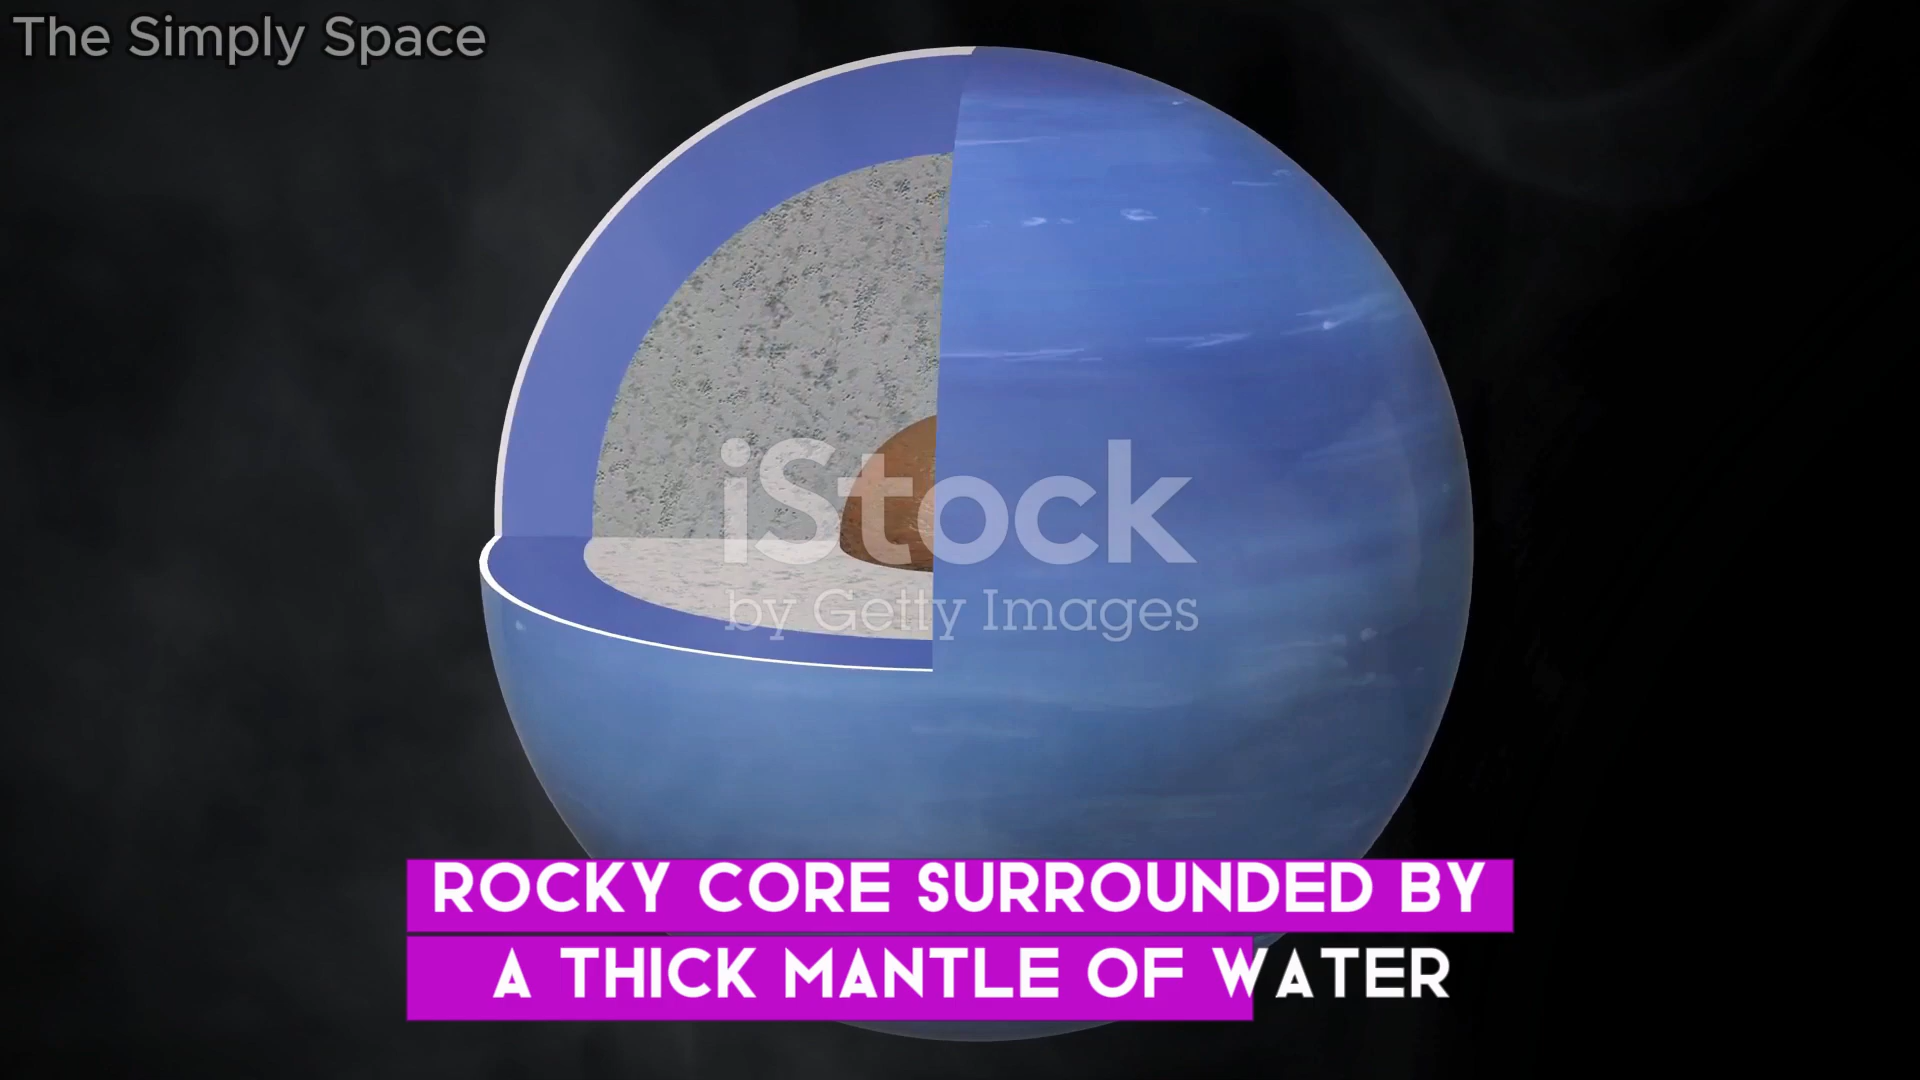 The Simply Space
iStock
by Getty Images
ROCKY CORE SURROUNDED BY
A THICK MANTLE OF WATER